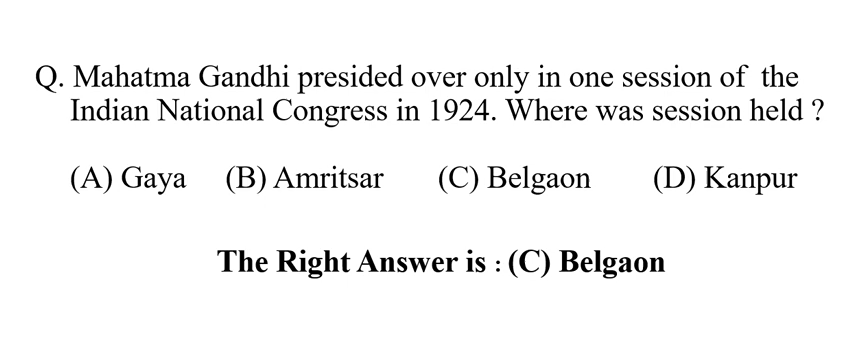 Q. Mahatma Gandhi presided over only in one session of the
Indian National Congress in 1924. Where was session held ?
(A) Gaya (B) Amritsar (C) Belgaon (D) Kanpur
The Right Answer is : (C) Belgaon